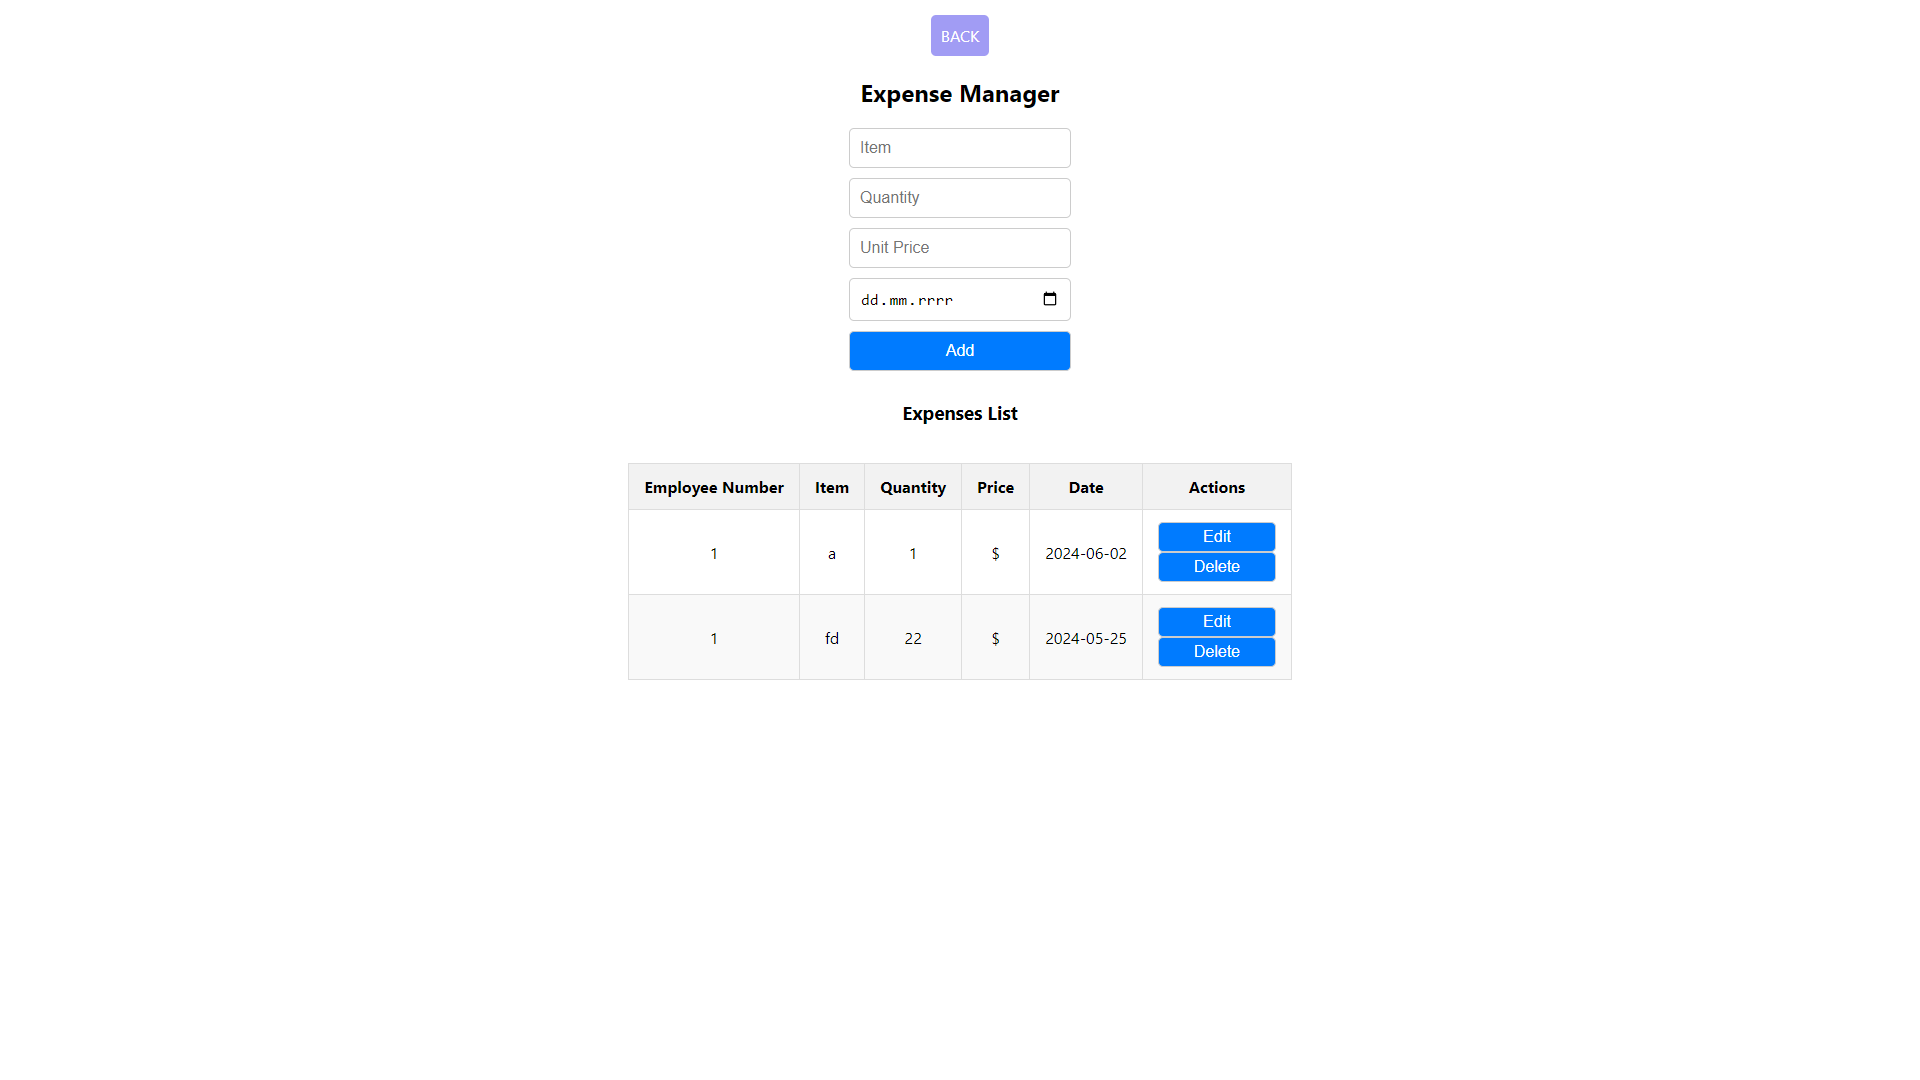 BACK
Expense Manager
Item
Quantity
Unit Price
dd.mm.rrrr
Add
Expenses List
Employee Number Item Quantity Price Date Actions
1 a 1 $ 2024-06-02 Edit
Delete
1 fd 22 $ 2024-05-25 Edit
Delete